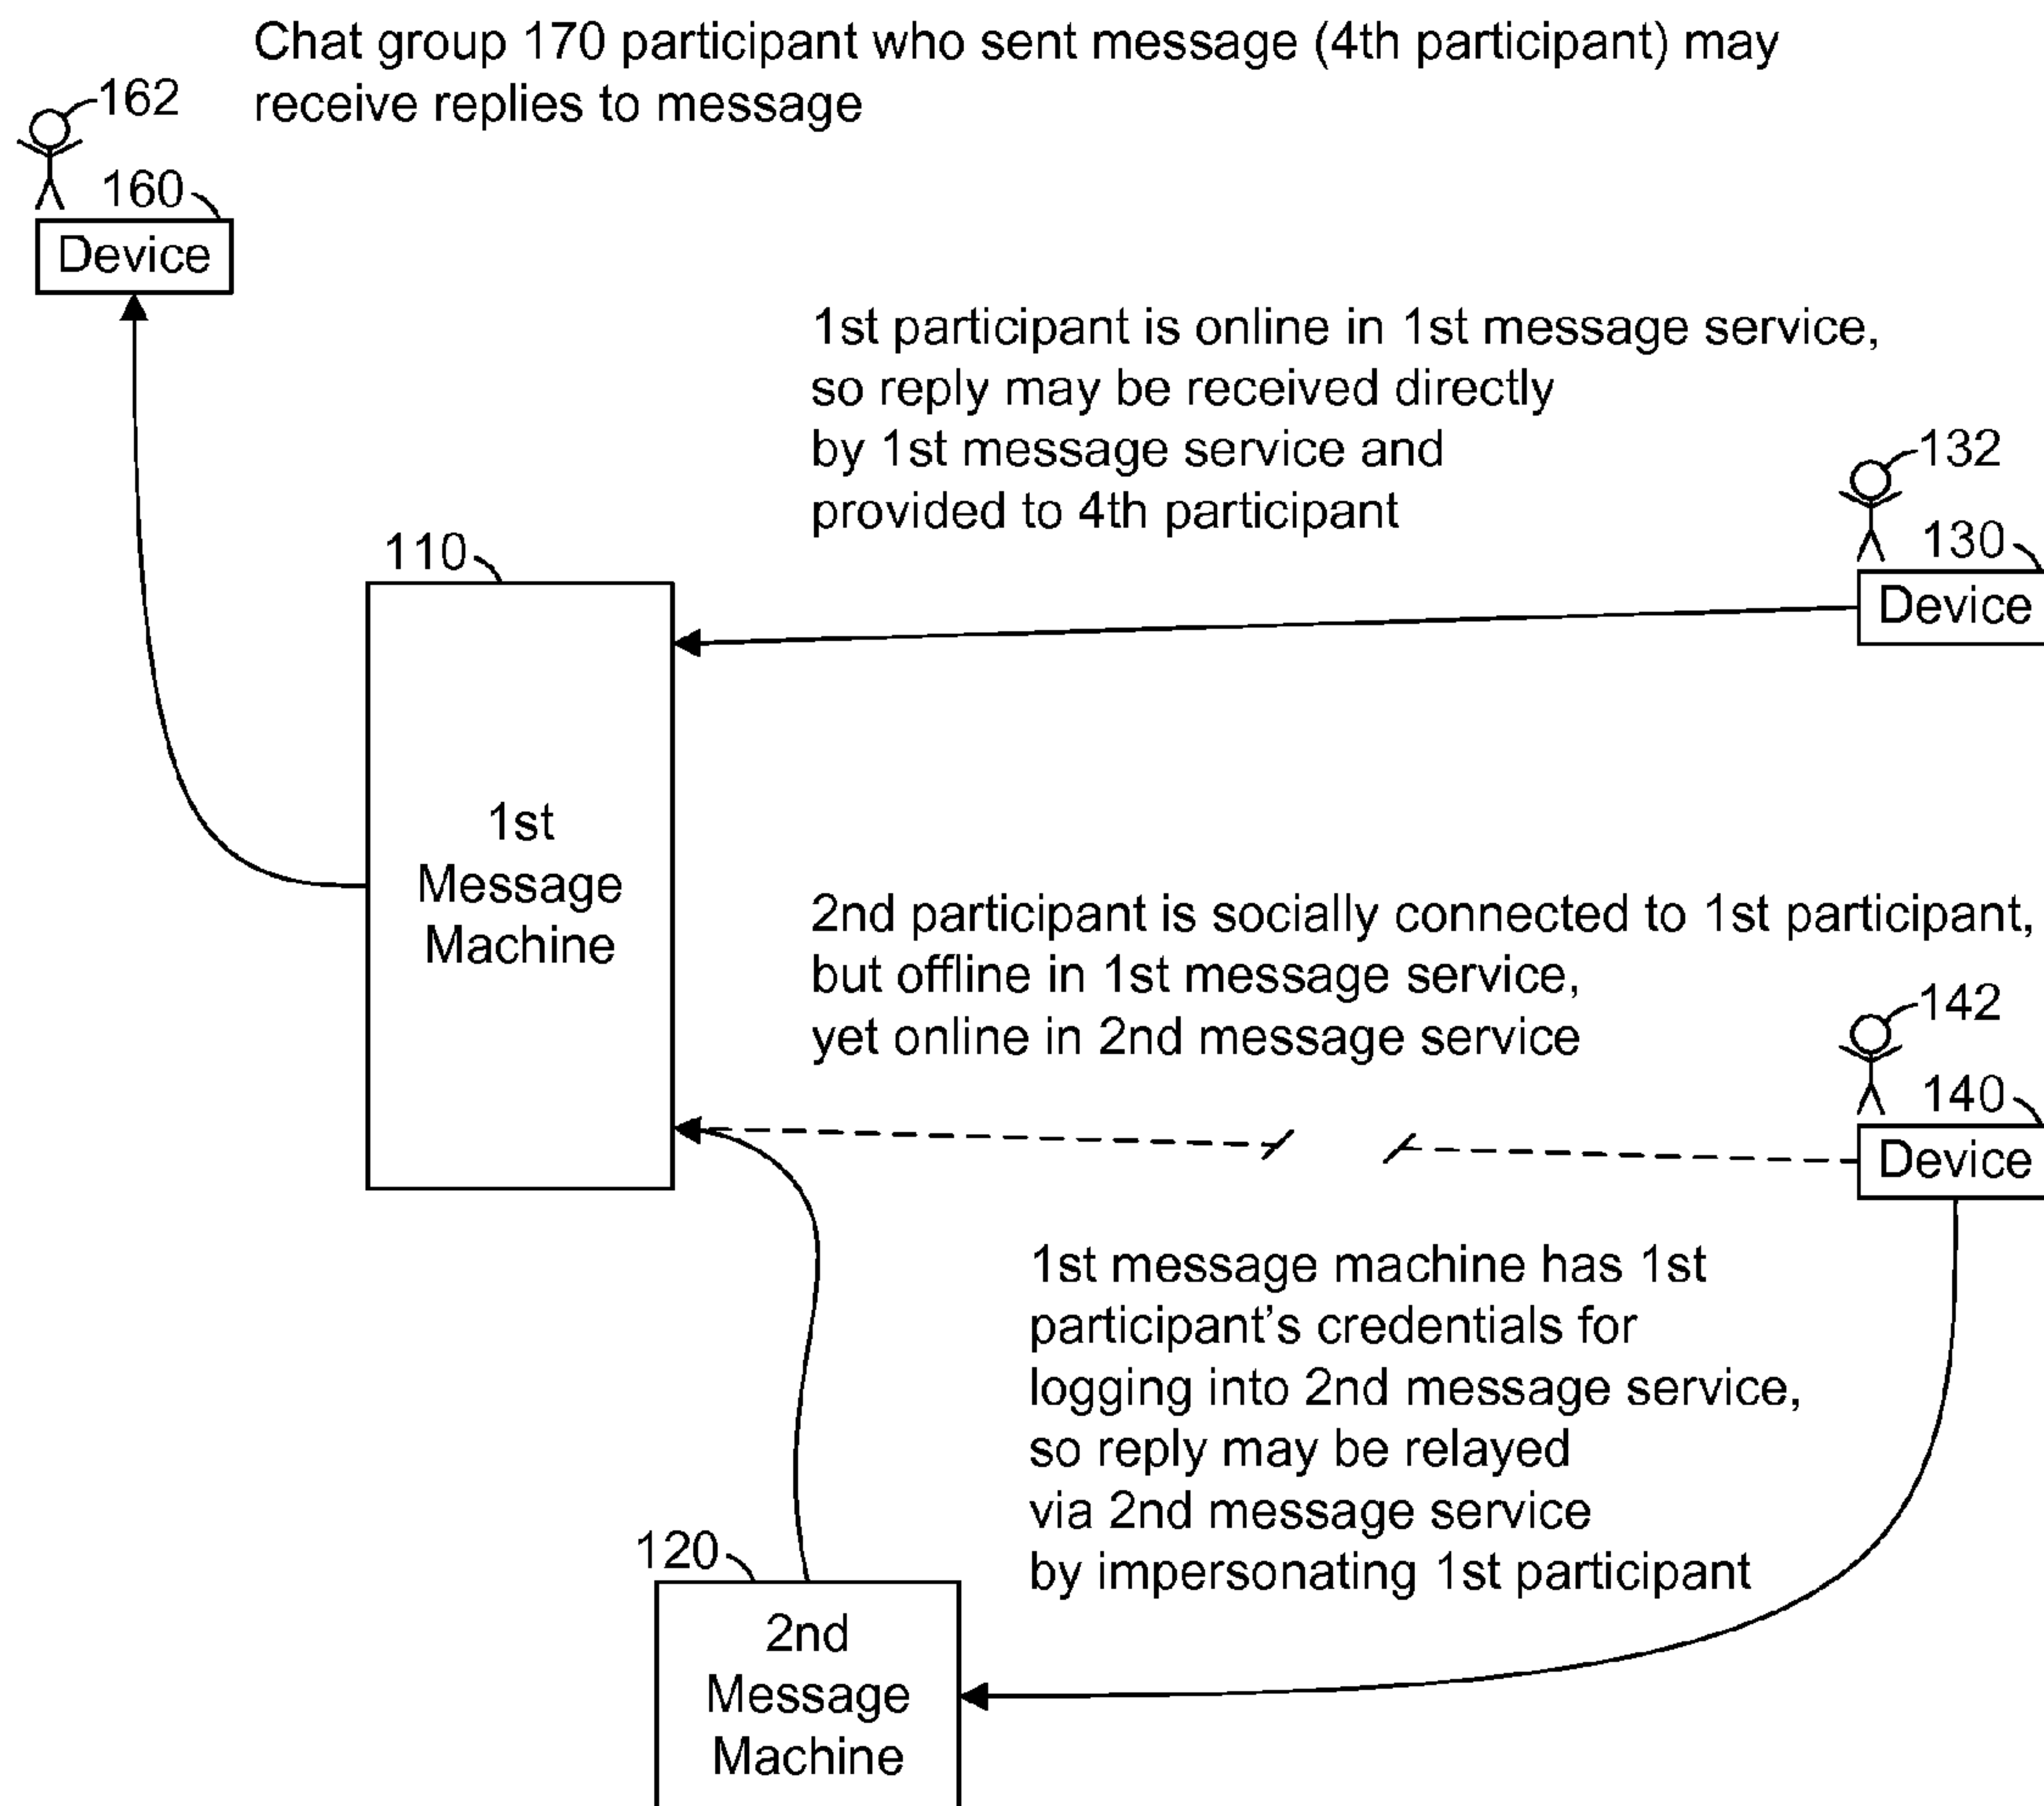 Chat group 170 participant who sent message (4th participant) may
receive replies to message
162
160
Device
1st participant is online in 1st message service,
so reply may be received directly
by 1st message service and
provided to 4th participant
132
130
Device
110
1st
Message
Machine
2nd participant is socially connected to 1st participant,
but offline in 1st message service,
yet online in 2nd message service
142
140
Device
1st message machine has 1st
participant’s credentials for
logging into 2nd message service,
so reply may be relayed
via 2nd message service
by impersonating 1st participant
120
2nd
Message
Machine